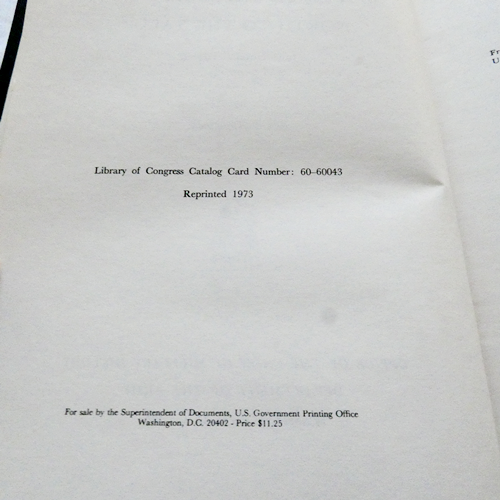 Library of Congress Catalog Card Number: 60-60043
Reprinted 1973
For sale by the Superintendent of Documents, U.S. Government Printing Office
Washington, D.C. 20402 - Price $11.25